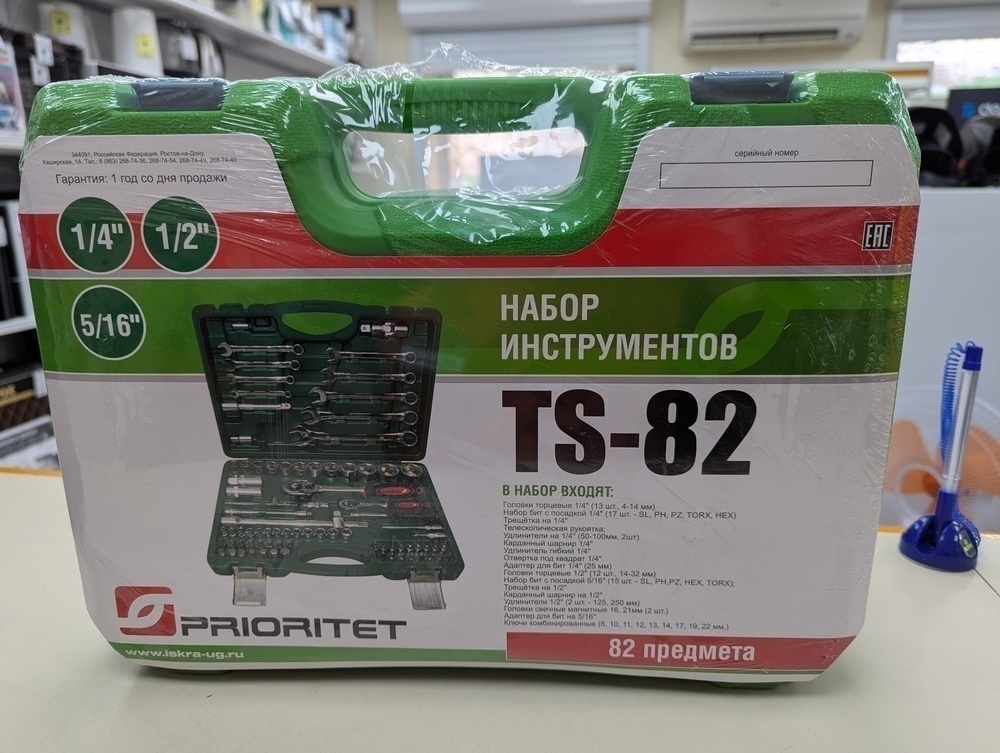 344091, Российская Федерация, Ростов-на-Дону,
Каширская, 1А. Тел.: 8 (863) 268-74-36, 268-74-54, 268-74-49, 268-74-40
Гарантия: 1 год со дня продажи
серийный номер
1/4" 1/2"
EAC
5/16"
НАБОР
ИНСТРУМЕНТОВ
TS-82
В НАБОР ВХОДЯТ:
Головки торцевые 1/4" (13 шт., 4-14 мм)
Набор бит с посадкой 1/4" (17 шт. - SL, PH, PZ, TORX, HEX)
Трещётка на 1/4"
Телескопическая рукоятка;
Удлинители на 1/4" (50-100мм, 2шт)
Карданный шарнир 1/4"
Удлинитель гибкий 1/4"
Отвертка под квадрат 1/4"
Адаптер для бит 1/4" (25 мм)
Головки торцевые 1/2" (12 шт., 14-32 мм)
Набор бит с посадкой 5/16" (15 шт. - SL, PH,PZ, HEX, TORX);
Трещётка на 1/2"
Карданный шарнир на 1/2"
Удлинители 1/2" (2 шт. - 125, 250 мм)
Головки свечные магнитные 16, 21мм (2 шт.)
Адаптер для бит на 5/16"
Ключи комбинированные (8, 10, 11, 12, 13, 14, 17, 19, 22 мм.)
PRIORITET
www.iskra-ug.ru
82 предмета